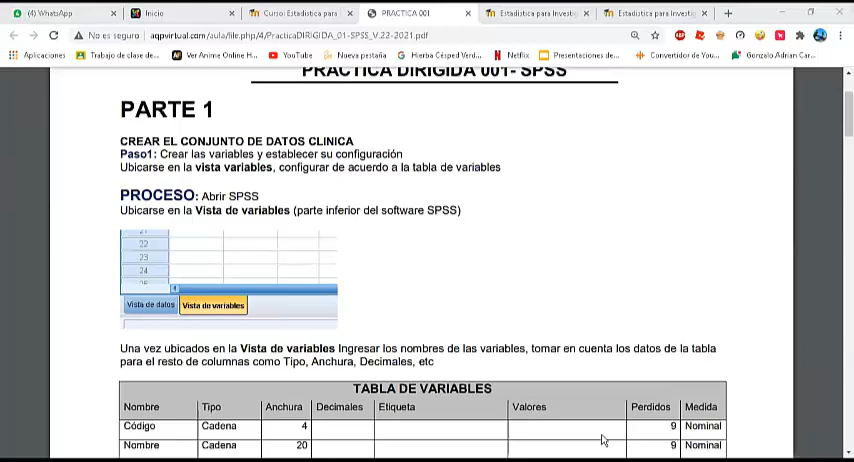 (4) WhatsApp
Inicio
Curso: Estadistica para
PRACTICA 001
Estadistica para Investig
Estadistica para Investig
No es seguro | aqpvirtual.com/aula/file.php/4/PracticaDIRIGIDA_01-SPSS_V.22-2021.pdf
Aplicaciones
Trabajo de clase de...
Ver Anime Online H...
YouTube
Nueva pestaña
Hierba Césped Verd...
Netflix
Presentaciones de...
Convertidor de You...
Gonzalo Adrian Car...
PRACTICA DIRIGIDA 001- SPSS
PARTE 1
CREAR EL CONJUNTO DE DATOS CLINICA
Paso1: Crear las variables y establecer su configuración
Ubicarse en la vista variables, configurar de acuerdo a la tabla de variables
PROCESO: Abrir SPSS
Ubicarse en la Vista de variables (parte inferior del software SPSS)
22
23
24
Vista de datos Vista de variables
Una vez ubicados en la Vista de variables Ingresar los nombres de las variables, tomar en cuenta los datos de la tabla
para el resto de columnas como Tipo, Anchura, Decimales, etc
TABLA DE VARIABLES
Nombre Tipo Anchura Decimales Etiqueta Valores Perdidos Medida
Código Cadena 4 9 Nominal
Nombre Cadena 20 9 Nominal